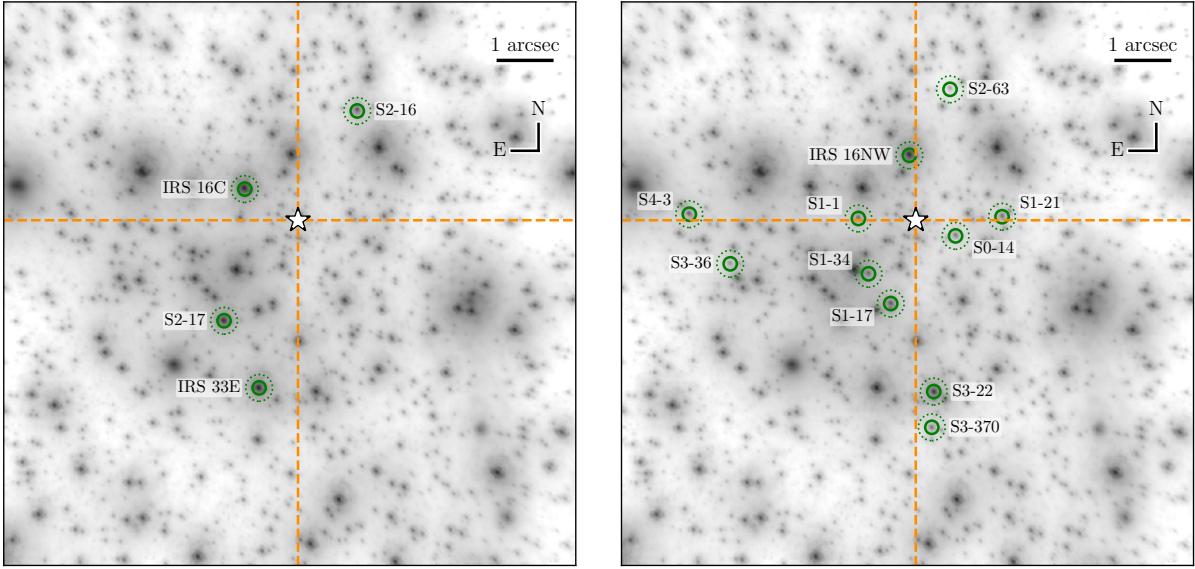 1 arcsec
N
E
S2-16
IRS 16C
S2-17
IRS 33E
1 arcsec
N
E
S2-63
IRS 16NW
S4-3
S1-1
S1-21
S0-14
S3-36
S1-34
S1-17
S3-22
S3-370